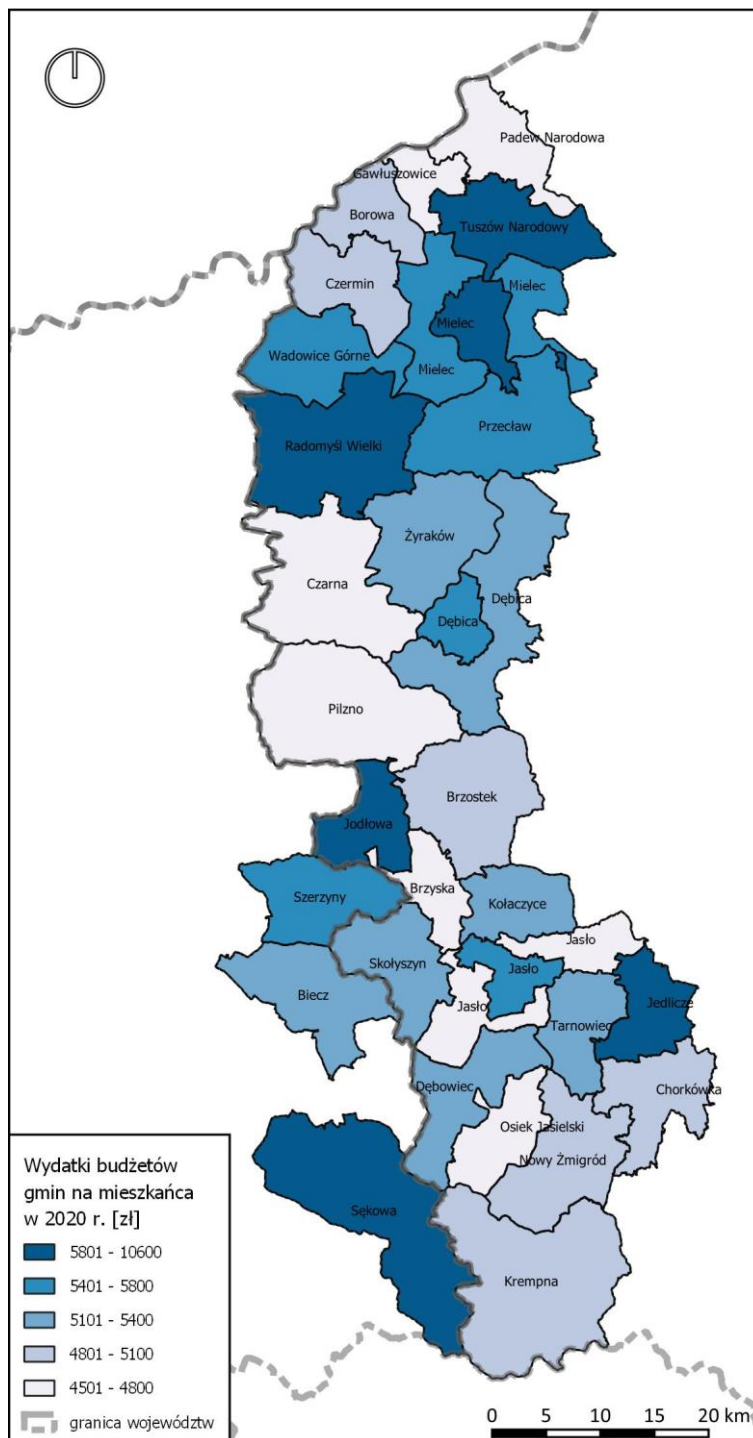 Padew Narodowa
Gawłuszowice
Borowa
Tuszów Narodowy
Czermin
Mielec
Mielec
Wadowice Górne
Mielec
Przecław
Radomyśl Wielki
Żyraków
Czarna
Dębica
Dębica
Pilzno
Brzostek
Jodłowa
Brzyska
Szerzyny
Kołaczyce
Jasło
Skołyszyn
Jasło
Biecz
Jasło
Jedlicze
Tarnowiec
Dębowiec
Chorkówka
Osiek Jasielski
Nowy Żmigród
Sękowa
Krempna
Wydatki budżetów
gmin na mieszkańca
w 2020 r. [zł]
5801 - 10600
5401 - 5800
5101 - 5400
4801 - 5100
4501 - 4800
granica województw
0 5 10 15 20 km